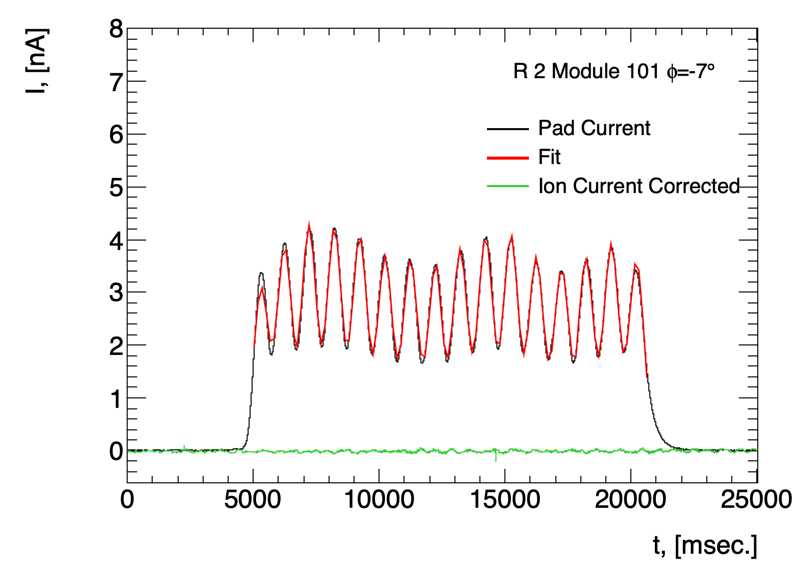 I, [nA]
8
7
6
5
4
3
2
1
0
R 2 Module 101 ϕ=-7°
Pad Current
Fit
Ion Current Corrected
0 5000 10000 15000 20000 25000
t, [msec.]